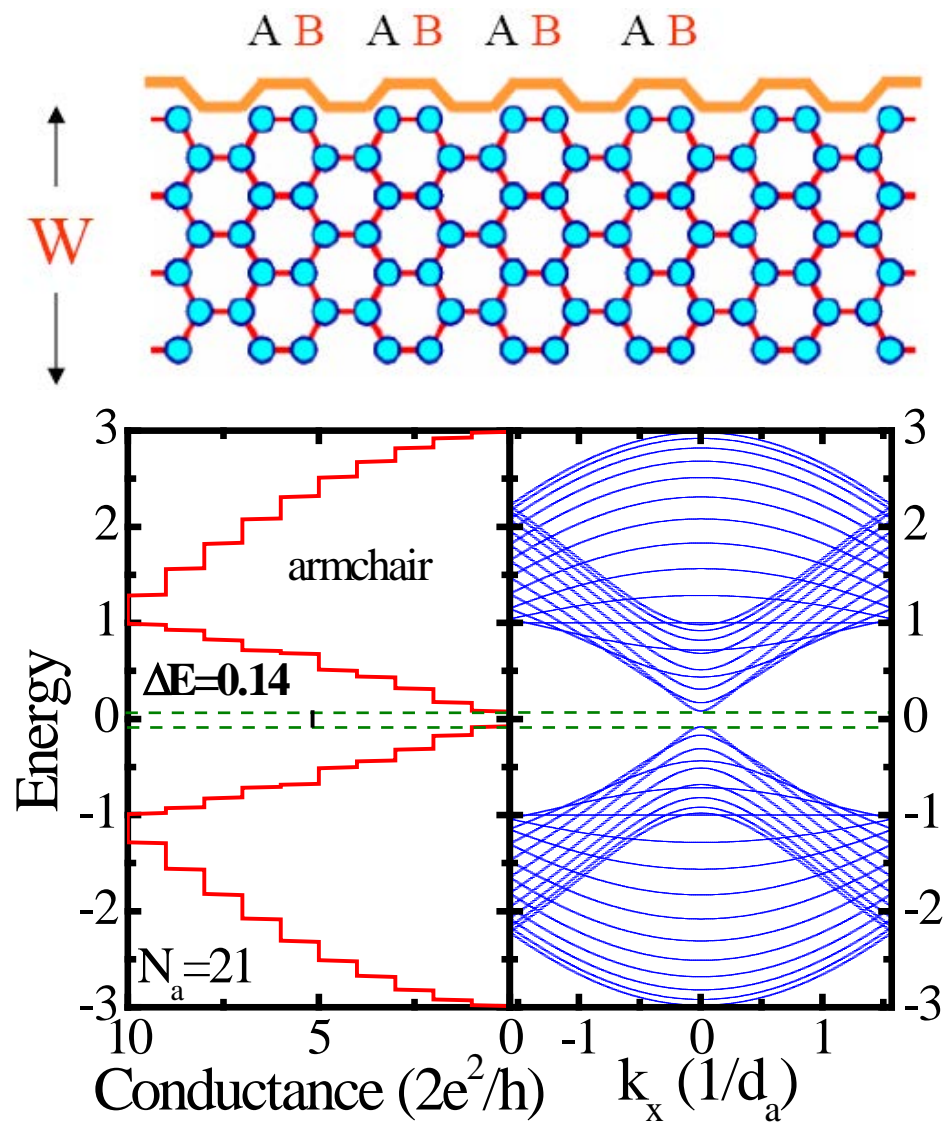 A B A B A B A B
W
3 3
armchair
2 2
1 1
ΔE=0.14
0 0
Energy
-1 -1
-2 -2
N_a=21
-3 -3
10 5 0 -1 0 1
Conductance (2e²/h) k_x (1/d_a)